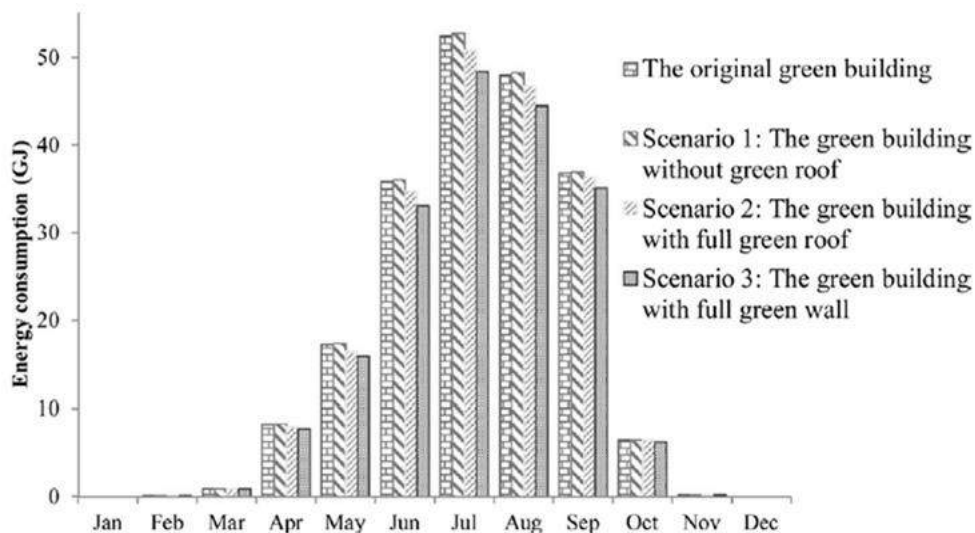 Energy consumption (GJ)
50
40
30
20
10
0
Jan Feb Mar Apr May Jun Jul Aug Sep Oct Nov Dec
The original green building
Scenario 1: The green building
without green roof
Scenario 2: The green building
with full green roof
Scenario 3: The green building
with full green wall